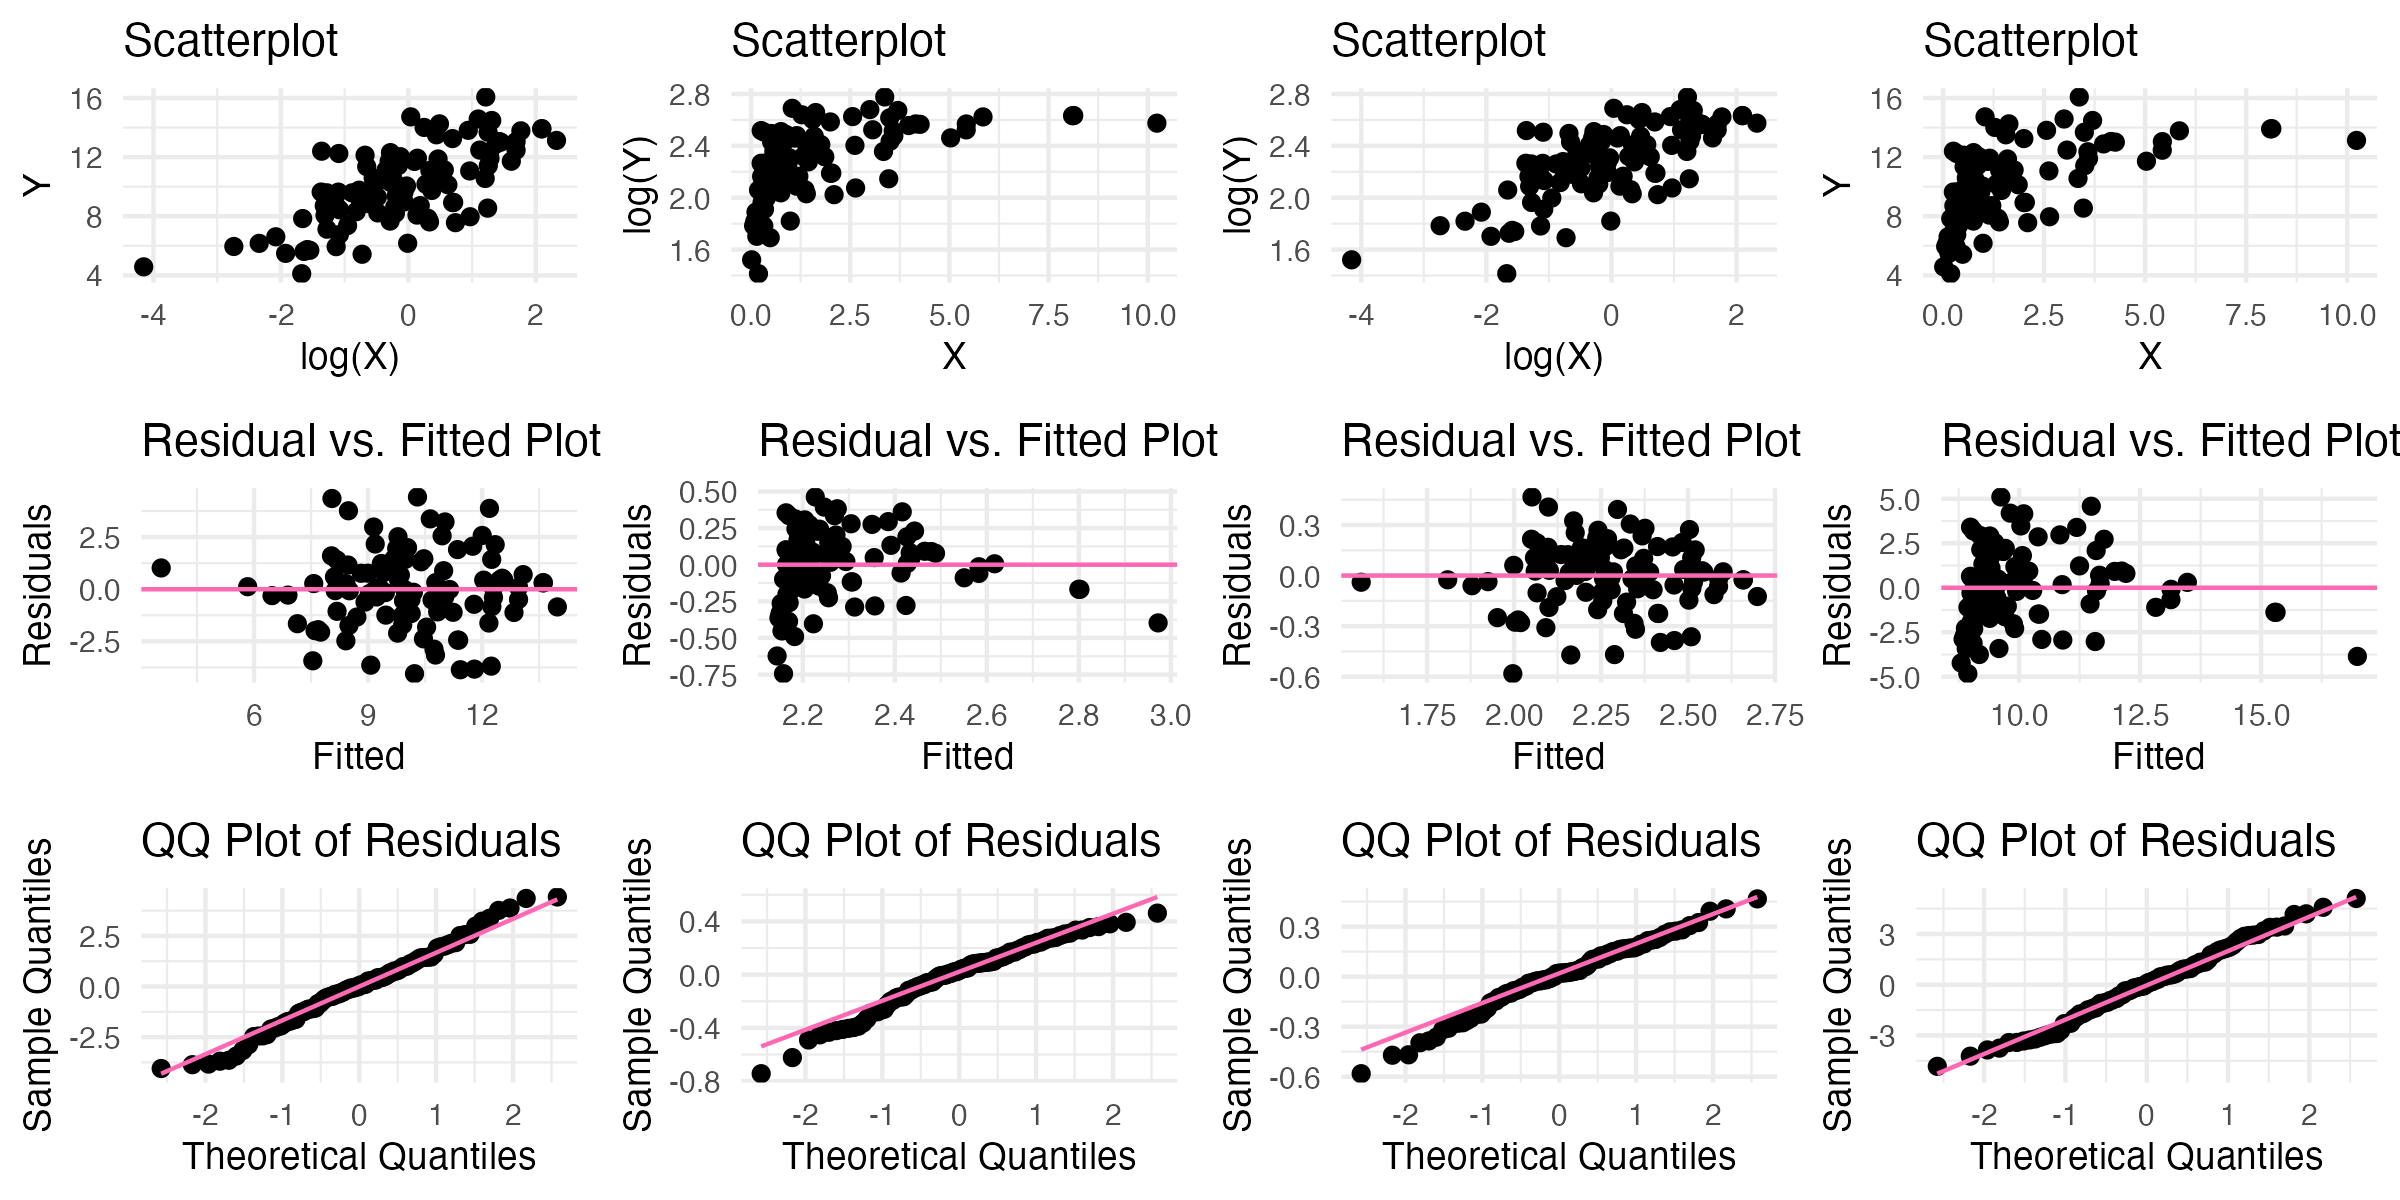 Scatterplot
Scatterplot
Scatterplot
Scatterplot
16
12
8
4
Y
-4 -2 0 2
log(X)
2.8
2.4
2.0
1.6
log(Y)
0.0 2.5 5.0 7.5 10.0
X
2.8
2.4
2.0
1.6
log(Y)
-4 -2 0 2
log(X)
16
12
8
4
Y
0.0 2.5 5.0 7.5 10.0
X
Residual vs. Fitted Plot
Residual vs. Fitted Plot
Residual vs. Fitted Plot
Residual vs. Fitted Plot
2.5
0.0
-2.5
Residuals
6 9 12
Fitted
0.50
0.25
0.00
-0.25
-0.50
-0.75
Residuals
2.2 2.4 2.6 2.8 3.0
Fitted
0.3
0.0
-0.3
-0.6
Residuals
1.75 2.00 2.25 2.50 2.75
Fitted
5.0
2.5
0.0
-2.5
-5.0
Residuals
10.0 12.5 15.0
Fitted
QQ Plot of Residuals
QQ Plot of Residuals
QQ Plot of Residuals
QQ Plot of Residuals
2.5
0.0
-2.5
Sample Quantiles
-2 -1 0 1 2
Theoretical Quantiles
0.4
0.0
-0.4
-0.8
Sample Quantiles
-2 -1 0 1 2
Theoretical Quantiles
0.3
0.0
-0.3
-0.6
Sample Quantiles
-2 -1 0 1 2
Theoretical Quantiles
3
0
-3
Sample Quantiles
-2 -1 0 1 2
Theoretical Quantiles